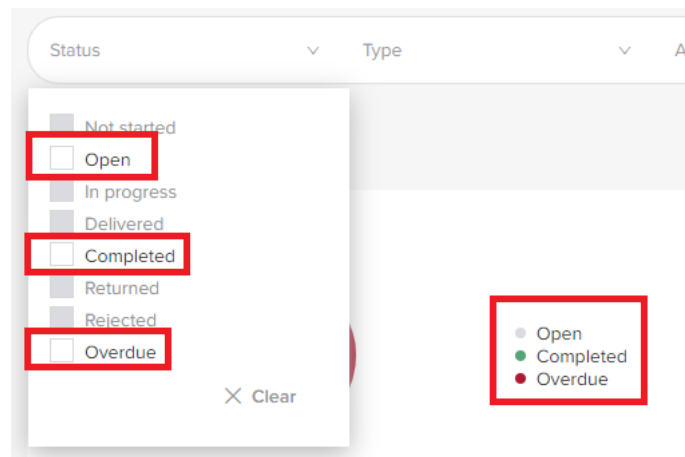 Status
Type
A
Not started
Open
In progress
Delivered
Completed
Returned
Rejected
Overdue
Clear
Open
Completed
Overdue